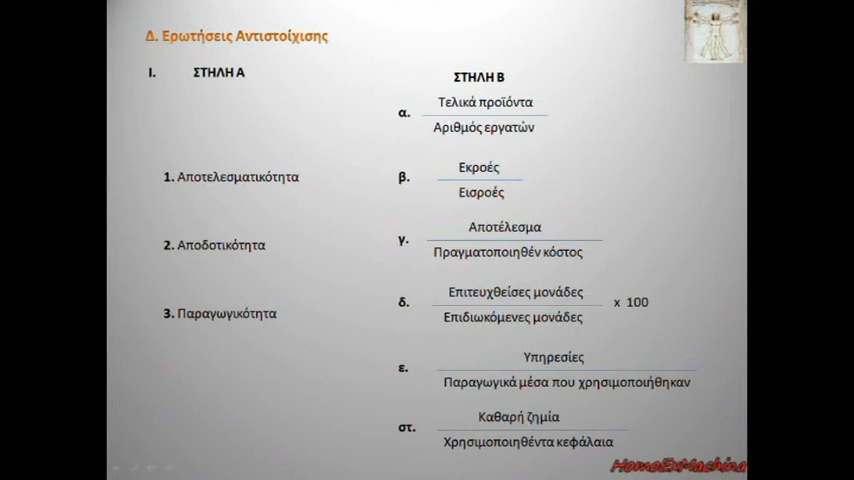 Δ. Ερωτήσεις Αντιστοίχισης
Ι. ΣΤΗΛΗ Α
ΣΤΗΛΗ Β
α. Τελικά προϊόντα
Αριθμός εργατών
1. Αποτελεσματικότητα
β. Εκροές
Εισροές
2. Αποδοτικότητα
γ. Αποτέλεσμα
Πραγματοποιηθέν κόστος
3. Παραγωγικότητα
δ. Επιτευχθείσες μονάδες
Επιδιωκόμενες μονάδες
x 100
ε. Υπηρεσίες
Παραγωγικά μέσα που χρησιμοποιήθηκαν
στ. Καθαρή ζημία
Χρησιμοποιηθέντα κεφάλαια
HomoExMachina